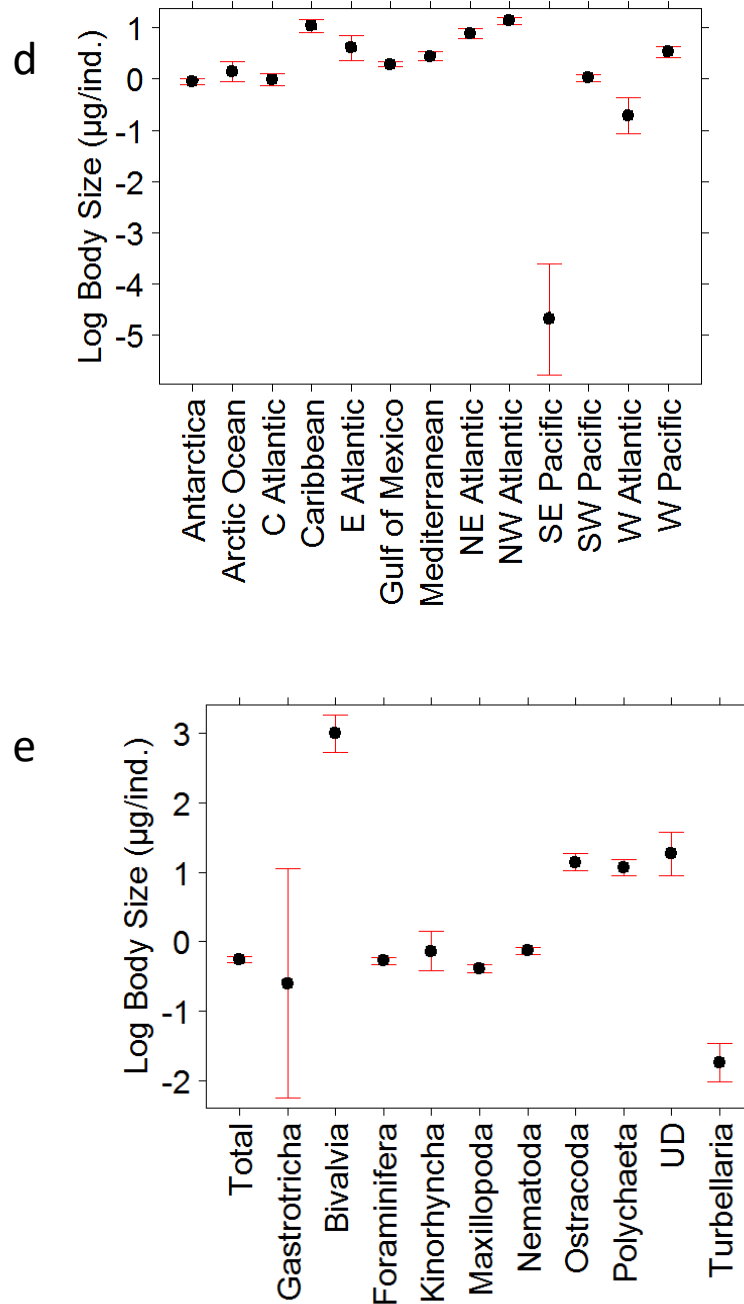 d
Log Body Size (µg/ind.)
1
0
-1
-2
-3
-4
-5
Antarctica
Arctic Ocean
C Atlantic
Caribbean
E Atlantic
Gulf of Mexico
Mediterranean
NE Atlantic
NW Atlantic
SE Pacific
SW Pacific
W Atlantic
W Pacific
e
Log Body Size (µg/ind.)
3
2
1
0
-1
-2
Total
Gastrotricha
Bivalvia
Foraminifera
Kinorhyncha
Maxillopoda
Nematoda
Ostracoda
Polychaeta
UD
Turbellaria